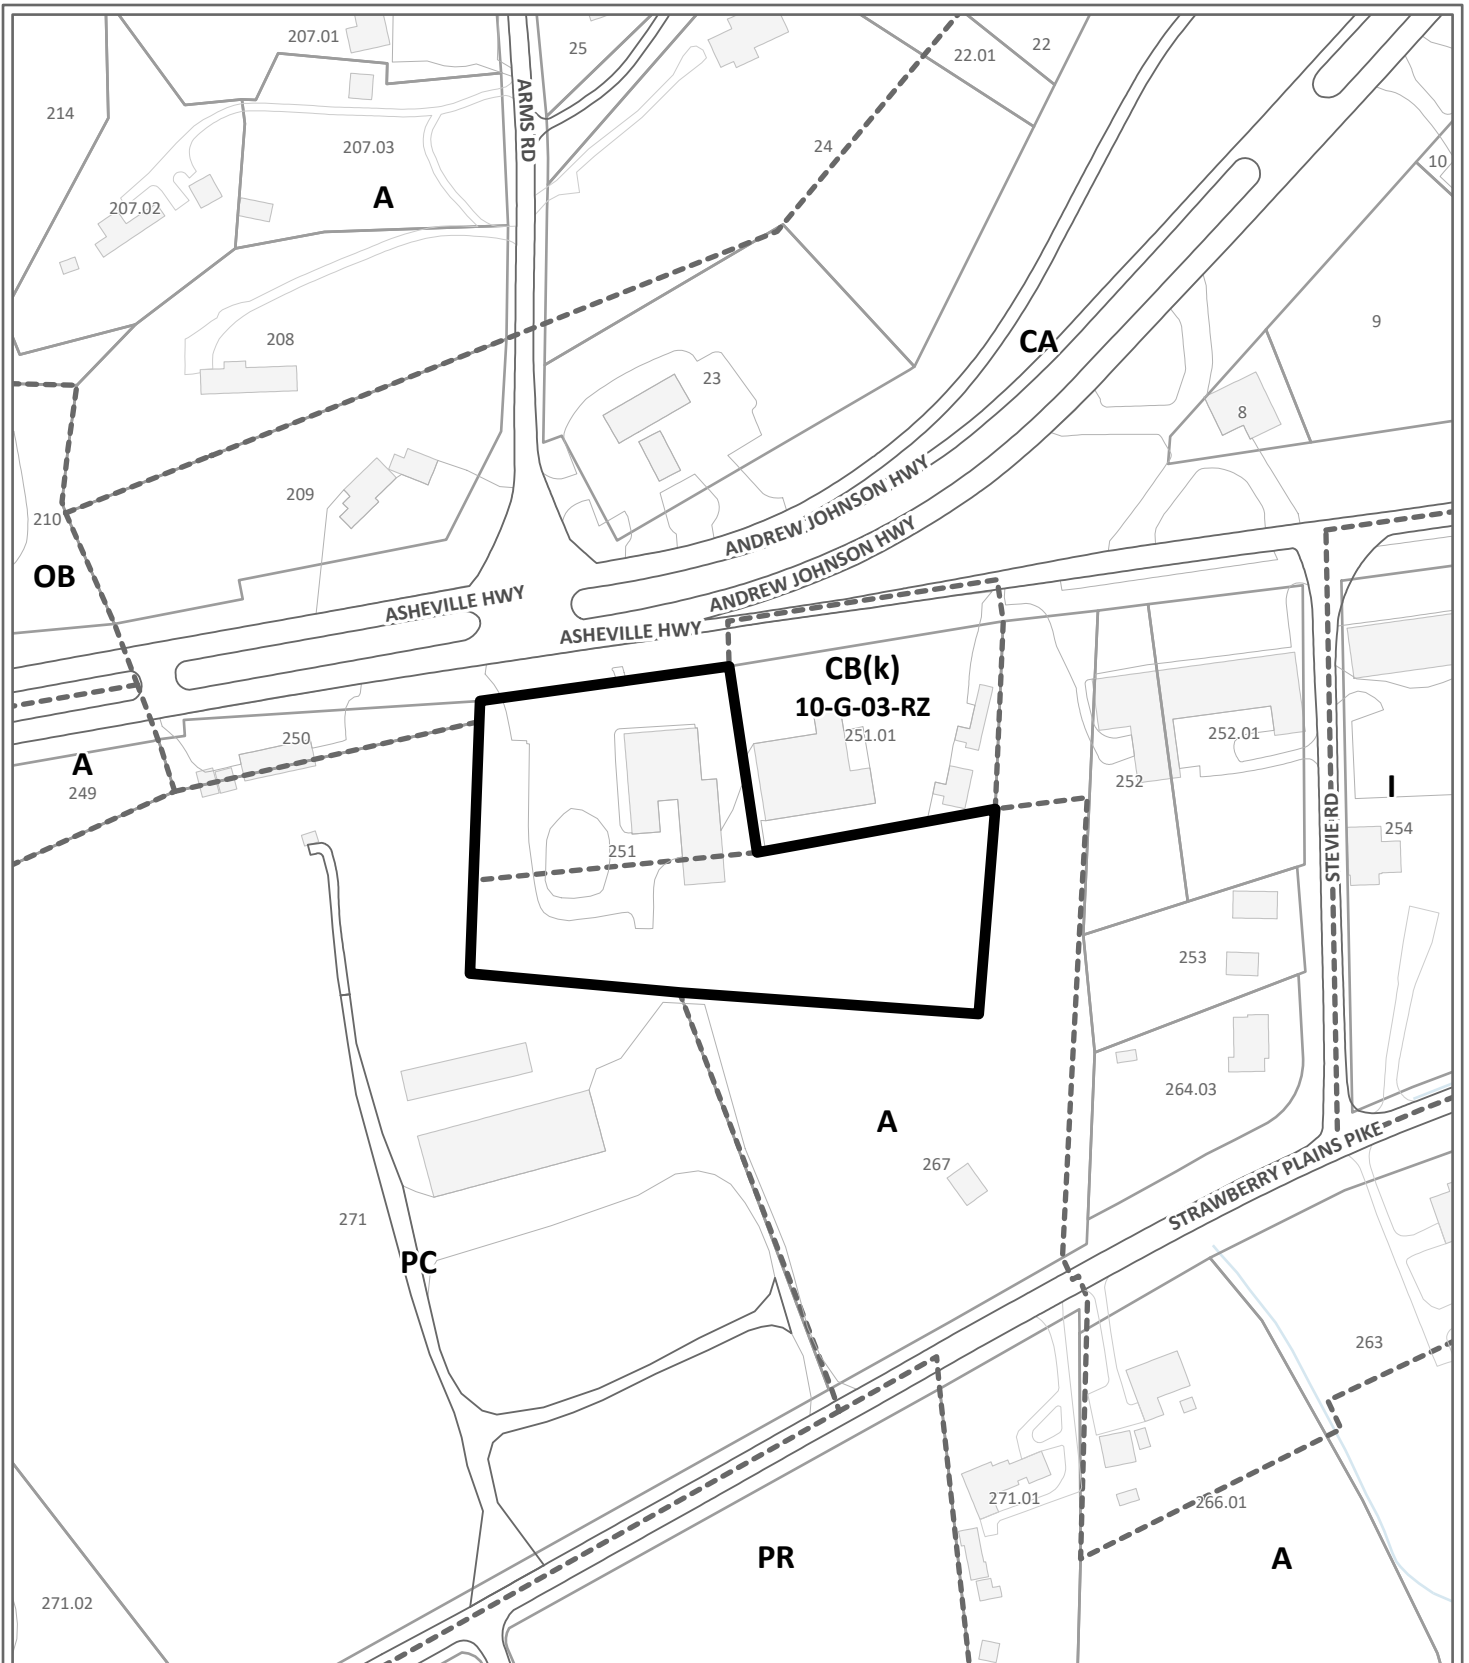 207.01
25
22
22.01
214
ARMS RD
24
207.03
10
A
207.02
9
208
CA
23
8
209
210
ANDREW JOHNSON HWY
ANDREW JOHNSON HWY
OB
ASHEVILLE HWY
ASHEVILLE HWY
CB(k)
10-G-03-RZ
251.01
252.01
250
A
249
252
I
254
STEVIE RD
251
253
264.03
A
267
STRAWBERRY PLAINS PIKE
271
PC
263
271.01
266.01
PR
A
271.02